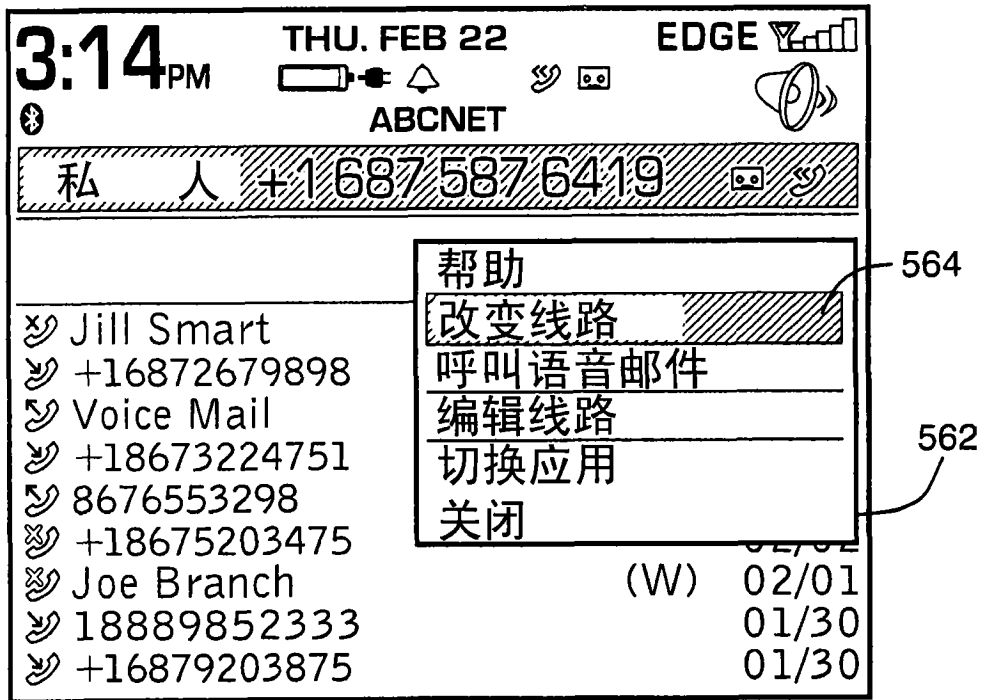 3:14PM THU. FEB 22 EDGE
ABCNET
私人 +1 687 587 6419
帮助
改变线路
呼叫语音邮件
编辑线路
切换应用
关闭
564
562
Jill Smart
+16872679898
Voice Mail
+18673224751
8676553298
+18675203475
Joe Branch (W) 02/01
18889852333 01/30
+16879203875 01/30